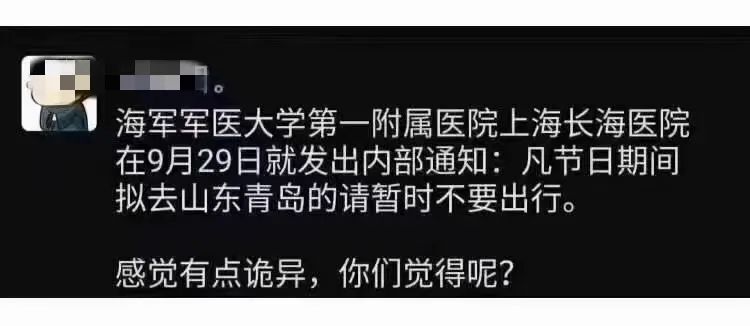 。
海军军医大学第一附属医院上海长海医院
在9月29日就发出内部通知：凡节日期间
拟去山东青岛的请暂时不要出行。
感觉有点诡异，你们觉得呢？